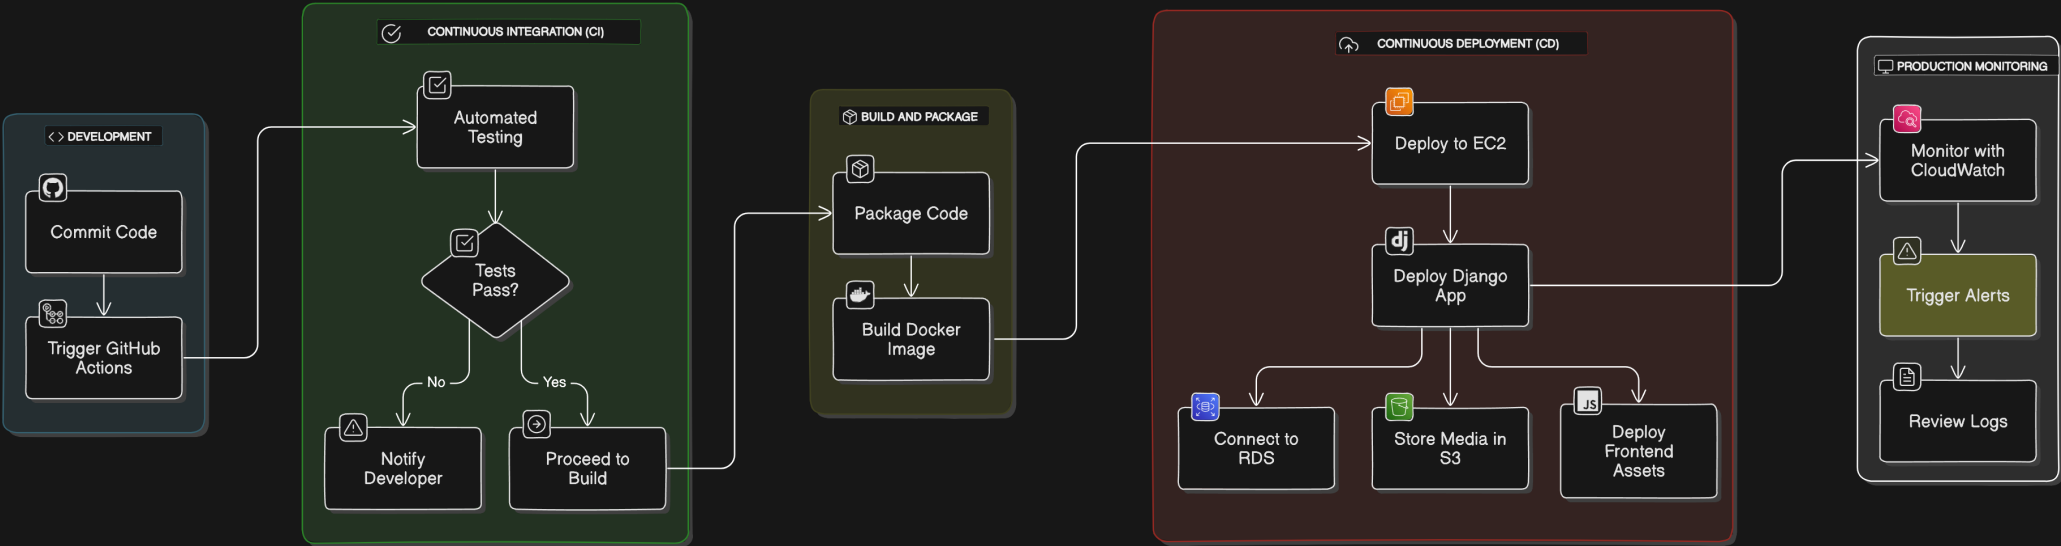 DEVELOPMENT
Commit Code
Trigger GitHub
Actions
CONTINUOUS INTEGRATION (CI)
Automated
Testing
Tests
Pass?
No
Yes
Notify
Developer
Proceed to
Build
BUILD AND PACKAGE
Package Code
Build Docker
Image
CONTINUOUS DEPLOYMENT (CD)
Deploy to EC2
dj
Deploy Django
App
Connect to
RDS
Store Media in
S3
JS
Deploy
Frontend
Assets
PRODUCTION MONITORING
Monitor with
CloudWatch
Trigger Alerts
Review Logs